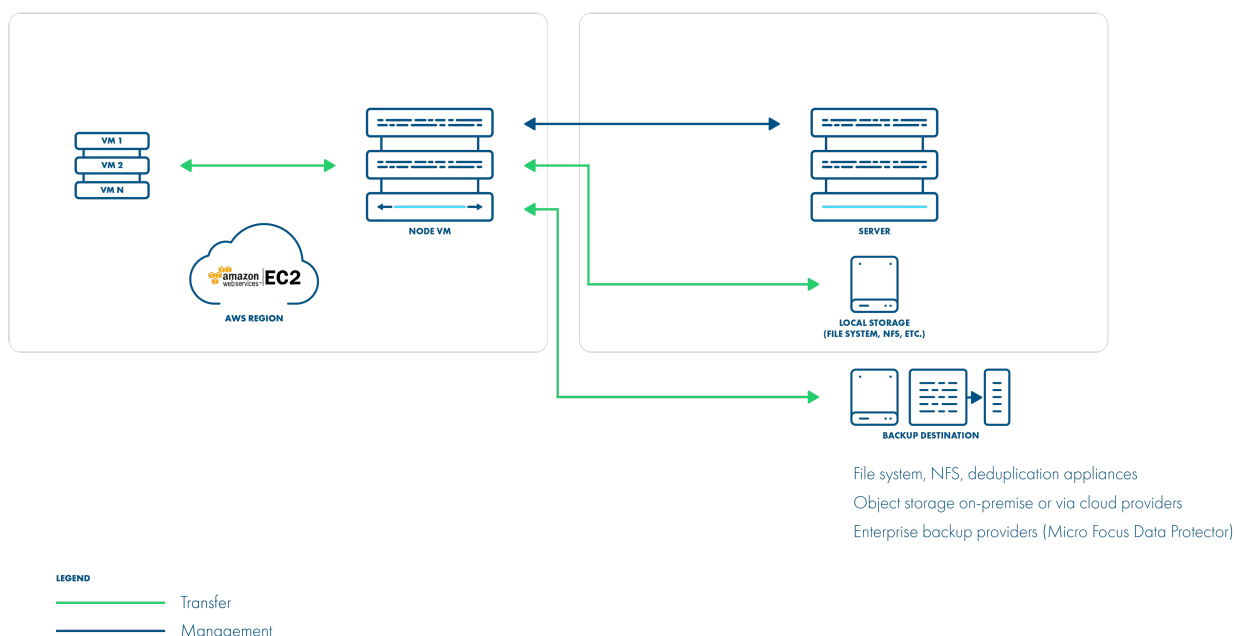 VM 1
VM 2
VM N
NODE VM
SERVER
amazon
webservices™
EC2
AWS REGION
LOCAL STORAGE
(FILE SYSTEM, NFS, ETC.)
BACKUP DESTINATION
File system, NFS, deduplication appliances
Object storage on-premise or via cloud providers
Enterprise backup providers (Micro Focus Data Protector)
LEGEND
Transfer
Management